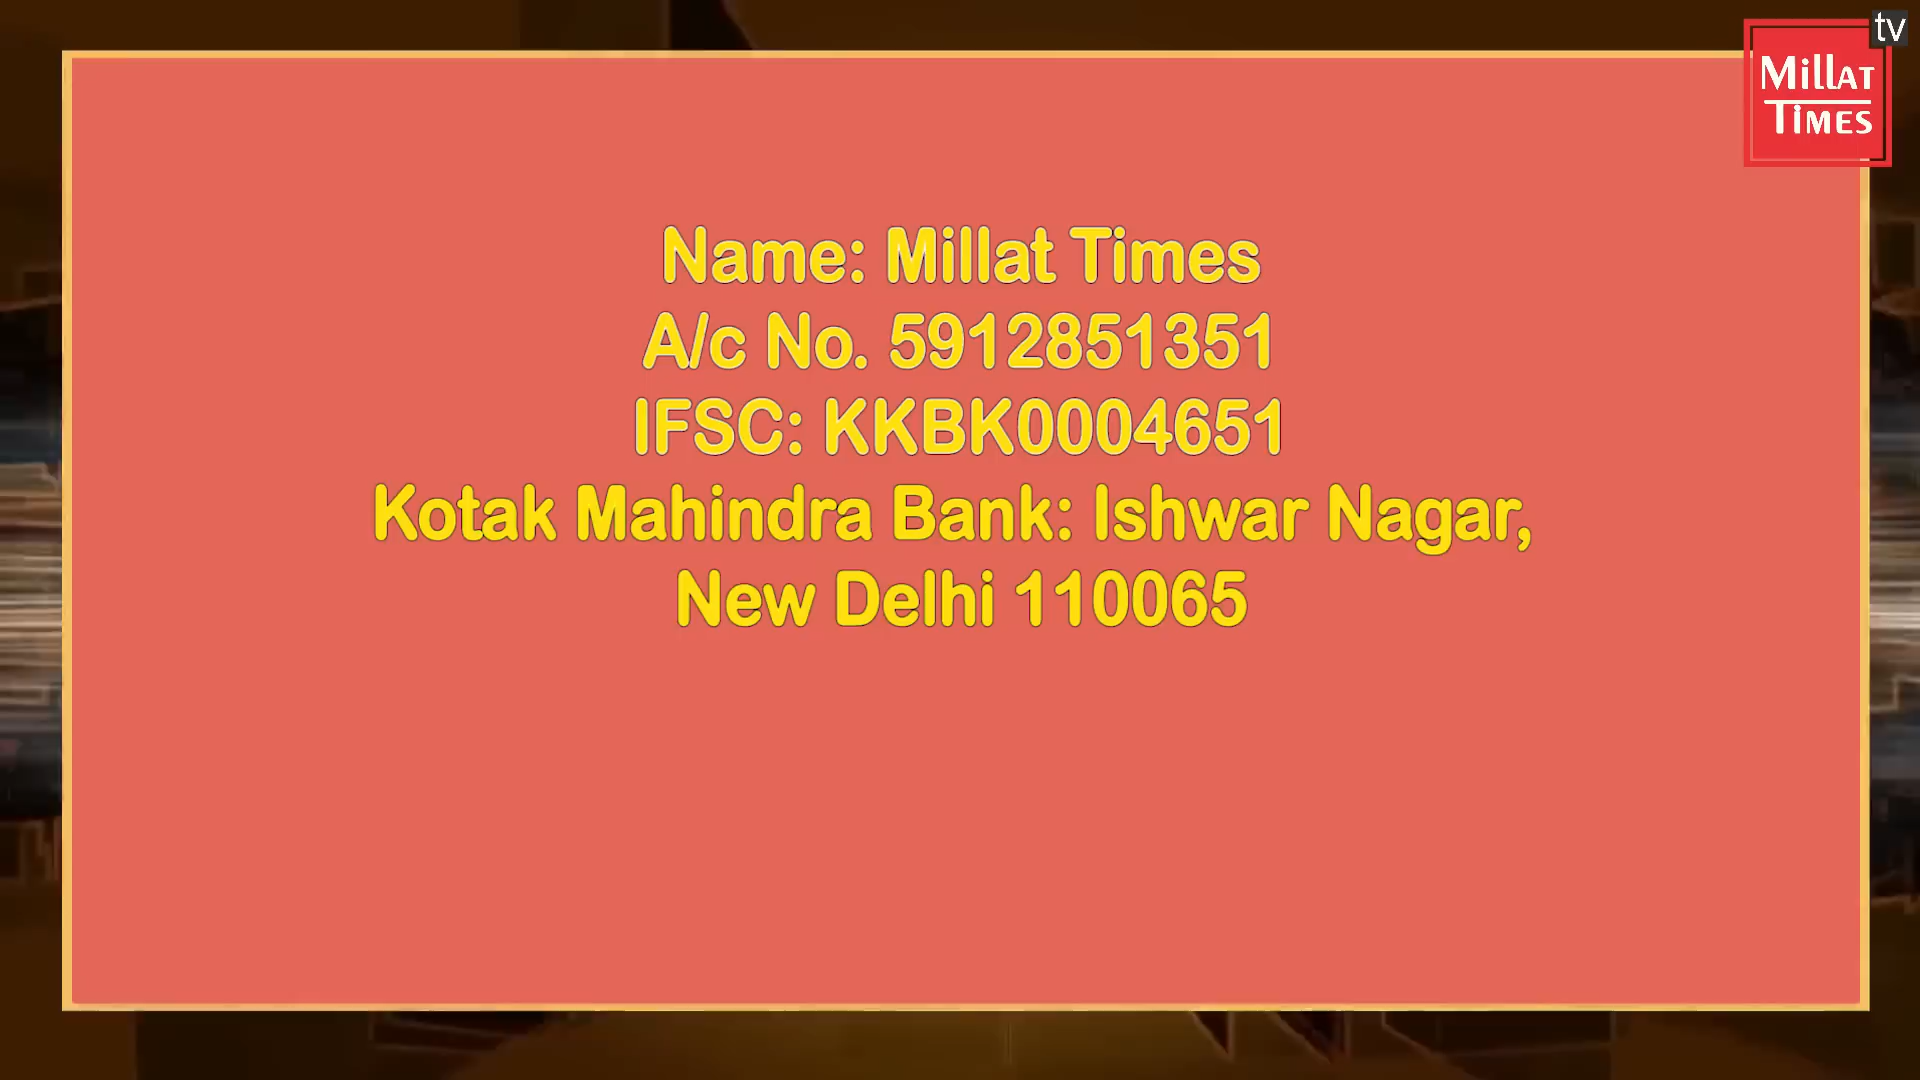 tv
Millat
Times
Name: Millat Times
A/c No. 5912851351
IFSC: KKBK0004651
Kotak Mahindra Bank: Ishwar Nagar,
New Delhi 110065